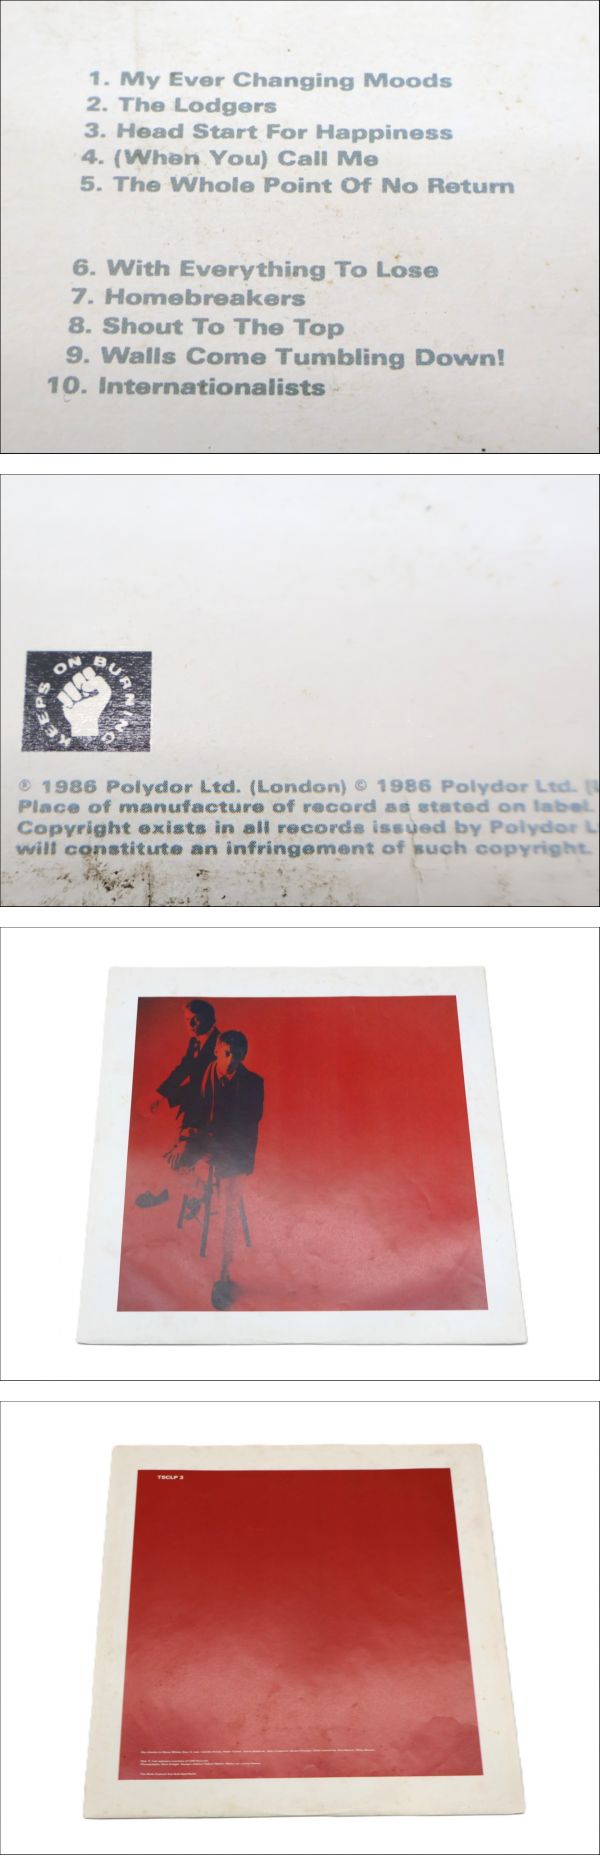 1. My Ever Changing Moods
2. The Lodgers
3. Head Start For Happiness
4. (When You) Call Me
5. The Whole Point Of No Return
6. With Everything To Lose
7. Homebreakers
8. Shout To The Top
9. Walls Come Tumbling Down!
10. Internationalists
KEEPS ON BURNING
℗ 1986 Polydor Ltd. (London) © 1986 Polydor Ltd.
Place of manufacture of record as stated on label.
Copyright exists in all records issued by Polydor
will constitute an infringement of such copyright.
TSCLP 3